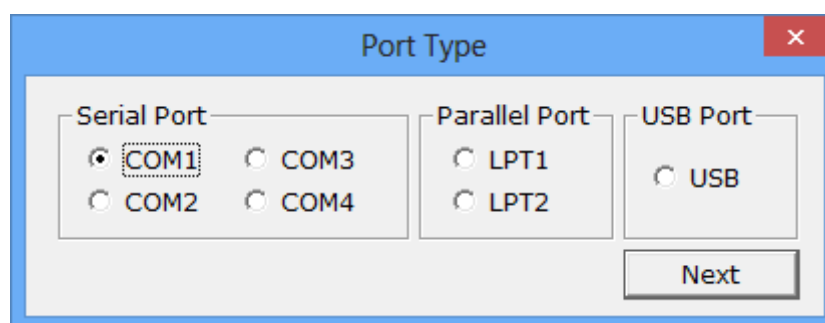 Port Type
Serial Port
COM1 COM3
COM2 COM4
Parallel Port
LPT1
LPT2
USB Port
USB
Next